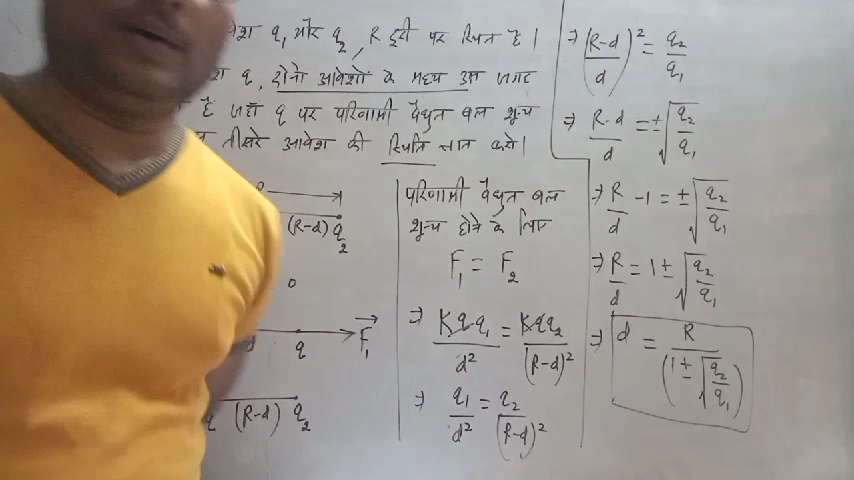 q₁ और q₂, R दूरी पर स्थित है।
q, दोनो आवेशों के मध्य उस जगह
है जहाँ q पर परिणामी वैधुत बल शून्य
तीसरे आवेश की स्थिति ज्ञात करो।
(R-d) q₂
F₁
d q
q (R-d) q₂
परिणामी वैधुत बल
शून्य होने के लिए
F₁ = F₂
⇒ Kqq₁/d² = Kqq₂/(R-d)²
⇒ q₁/d² = q₂/(R-d)²
⇒ ((R-d)/d)² = q₂/q₁
⇒ (R-d)/d = ±√(q₂/q₁)
⇒ R/d - 1 = ±√(q₂/q₁)
⇒ R/d = 1 ± √(q₂/q₁)
⇒ d = R/(1 ± √(q₂/q₁))